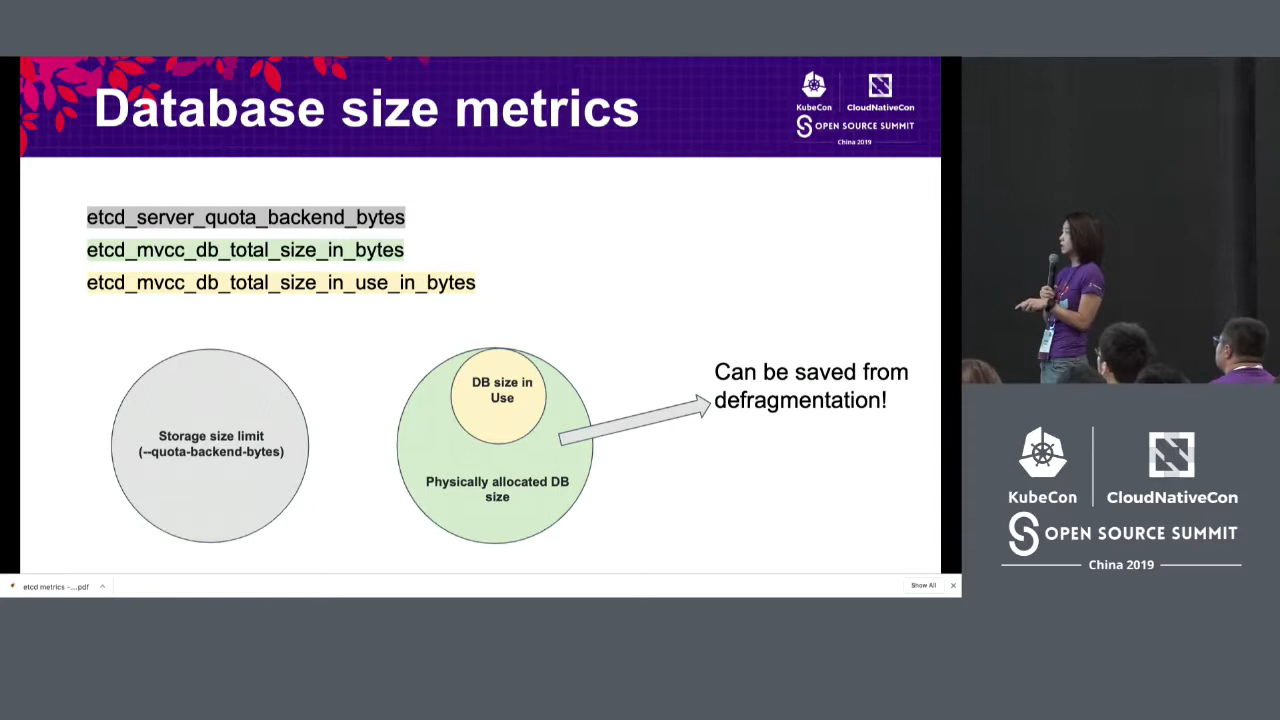 Database size metrics
KubeCon
CloudNativeCon
OPEN SOURCE SUMMIT
China 2019
etcd_server_quota_backend_bytes
etcd_mvcc_db_total_size_in_bytes
etcd_mvcc_db_total_size_in_use_in_bytes
Storage size limit
(--quota-backend-bytes)
DB size in
Use
Physically allocated DB
size
Can be saved from
defragmentation!
etcd metrics -....pdf
Show All
KubeCon
CloudNativeCon
OPEN SOURCE SUMMIT
China 2019